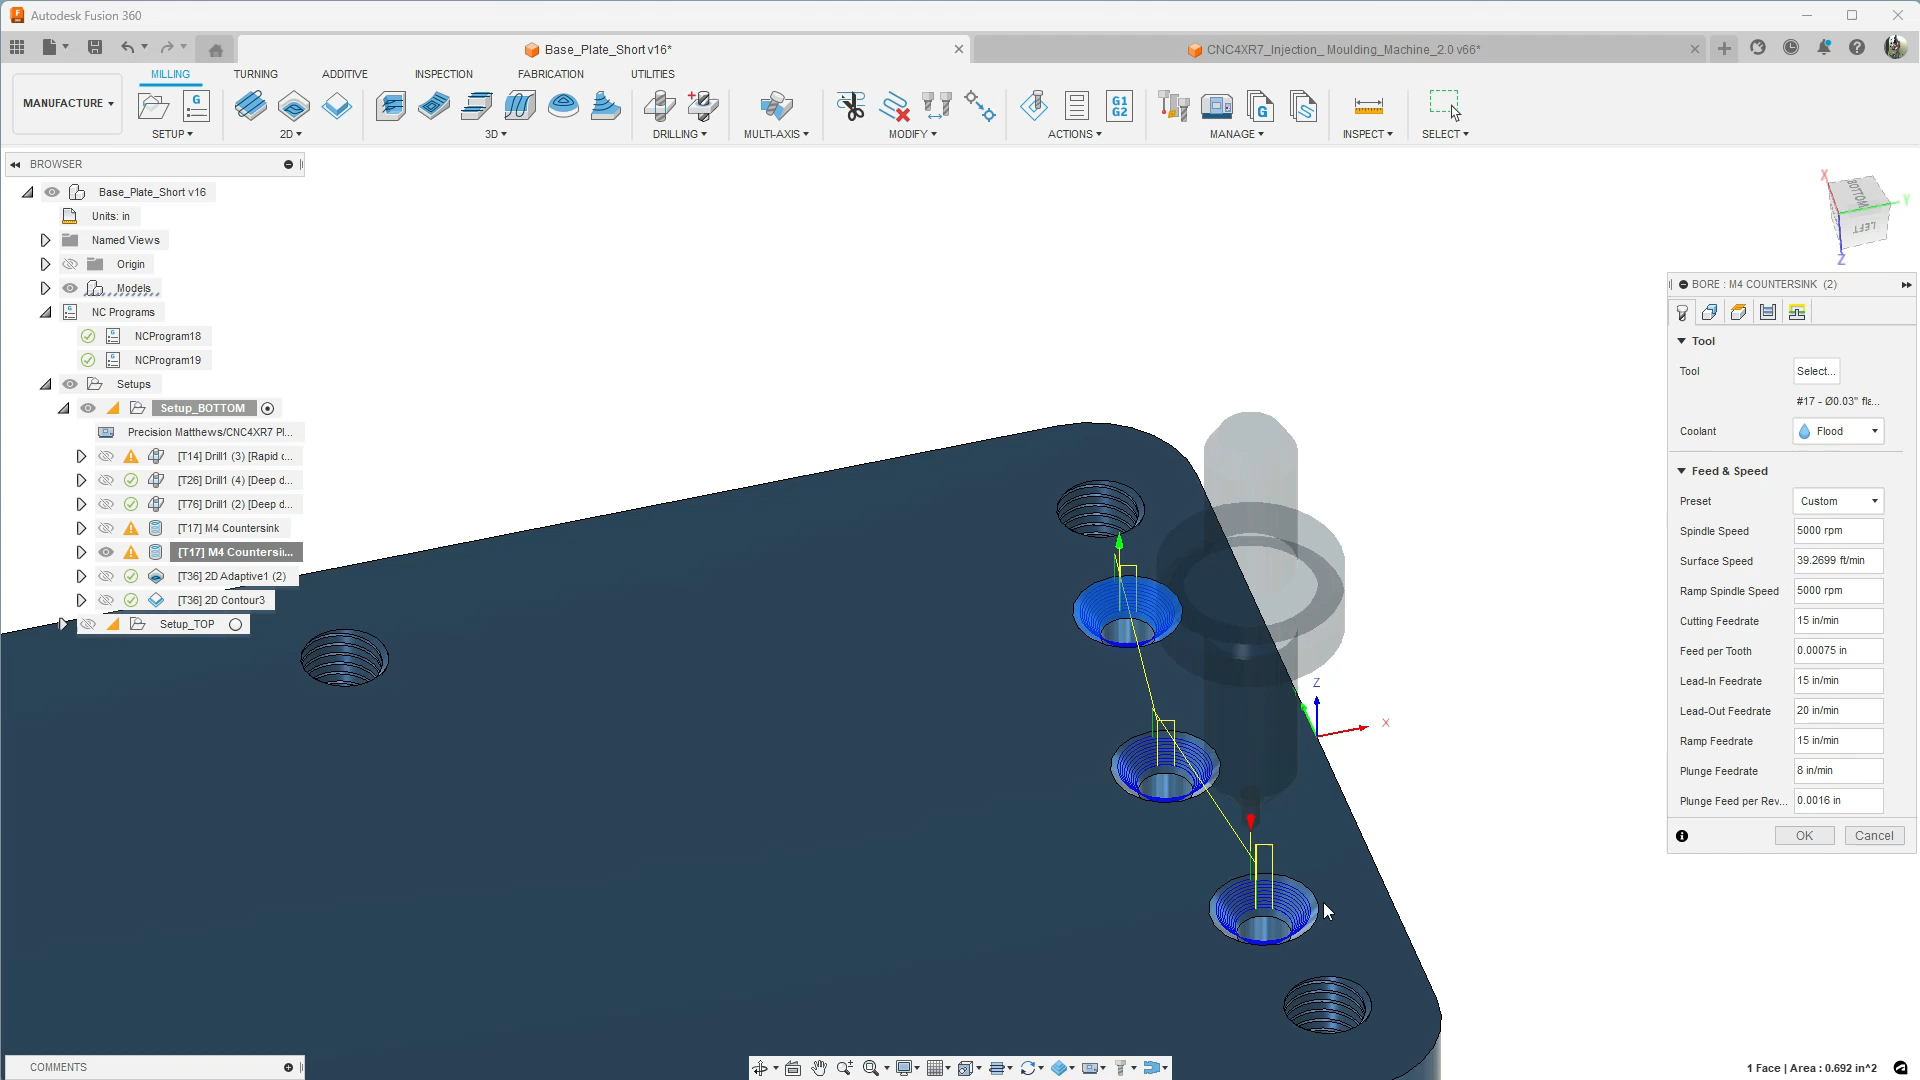 Autodesk Fusion 360
Base_Plate_Short v16*
CNC4XR7_Injection_ Moulding_Machine_2.0 v66*
MILLING
TURNING
ADDITIVE
INSPECTION
FABRICATION
UTILITIES
MANUFACTURE
G
G1
G2
G
SETUP
2D
3D
DRILLING
MULTI-AXIS
MODIFY
ACTIONS
MANAGE
INSPECT
SELECT
BROWSER
Base_Plate_Short v16
Units: in
Named Views
Origin
Models
NC Programs
NCProgram18
NCProgram19
Setups
Setup_BOTTOM
Precision Matthews/CNC4XR7 Pl...
[T14] Drill1 (3) [Rapid c...
[T26] Drill1 (4) [Deep d...
[T76] Drill1 (2) [Deep d...
[T17] M4 Countersink
[T17] M4 Countersi...
[T36] 2D Adaptive1 (2)
[T36] 2D Contour3
Setup_TOP
X
BOTTOM
Y
LEFT
Z
Z
X
BORE : M4 COUNTERSINK (2)
Tool
Tool
Select...
#17 - Ø0.03" fla...
Coolant
Flood
Feed & Speed
Preset
Custom
Spindle Speed
5000 rpm
Surface Speed
39.2699 ft/min
Ramp Spindle Speed
5000 rpm
Cutting Feedrate
15 in/min
Feed per Tooth
0.00075 in
Lead-In Feedrate
15 in/min
Lead-Out Feedrate
20 in/min
Ramp Feedrate
15 in/min
Plunge Feedrate
8 in/min
Plunge Feed per Rev...
0.0016 in
OK
Cancel
COMMENTS
1 Face | Area : 0.692 in^2